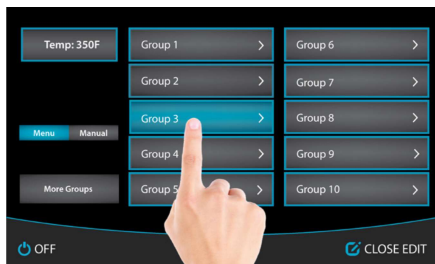 Temp: 350F
Menu
Manual
More Groups
Group 1
Group 2
Group 3
Group 4
Group 5
Group 6
Group 7
Group 8
Group 9
Group 10
OFF
CLOSE EDIT